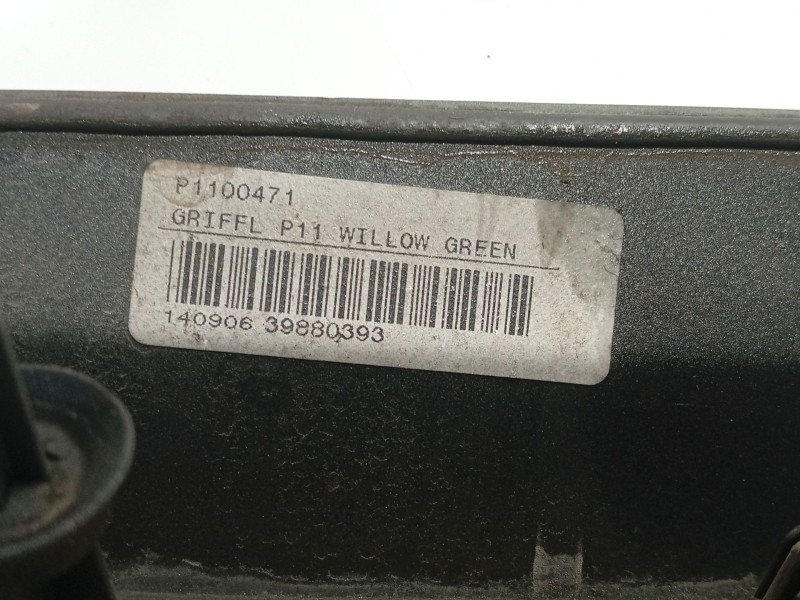 P1100471
GRIFFL P11 WILLOW GREEN
140906 39880393